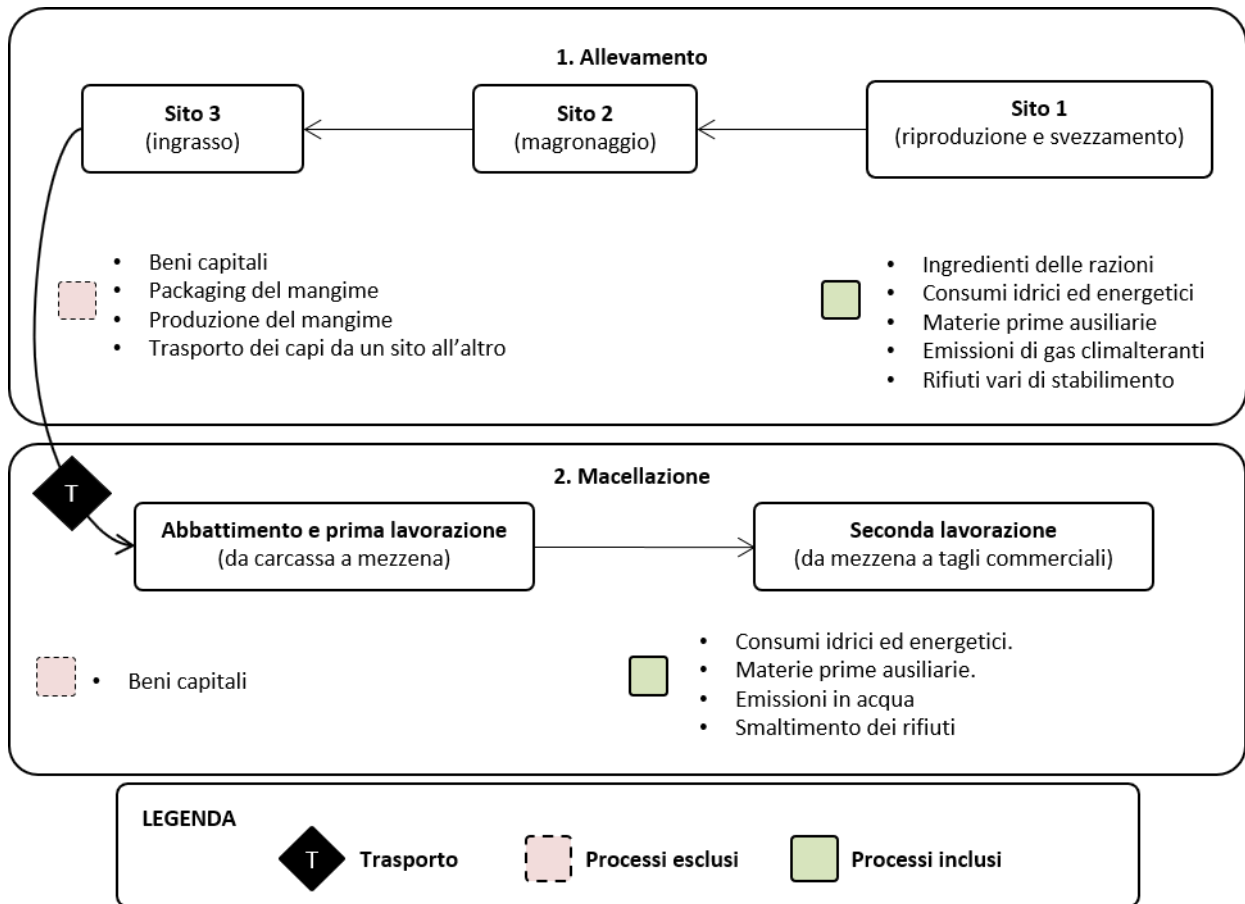 1. Allevamento
Sito 3
(ingrasso)
Sito 2
(magronaggio)
Sito 1
(riproduzione e svezzamento)
• Beni capitali
• Packaging del mangime
• Produzione del mangime
• Trasporto dei capi da un sito all'altro
• Ingredienti delle razioni
• Consumi idrici ed energetici
• Materie prime ausiliarie
• Emissioni di gas climalteranti
• Rifiuti vari di stabilimento
2. Macellazione
T
Abbattimento e prima lavorazione
(da carcassa a mezzena)
Seconda lavorazione
(da mezzena a tagli commerciali)
• Beni capitali
• Consumi idrici ed energetici.
• Materie prime ausiliarie.
• Emissioni in acqua
• Smaltimento dei rifiuti
LEGENDA
T Trasporto
Processi esclusi
Processi inclusi